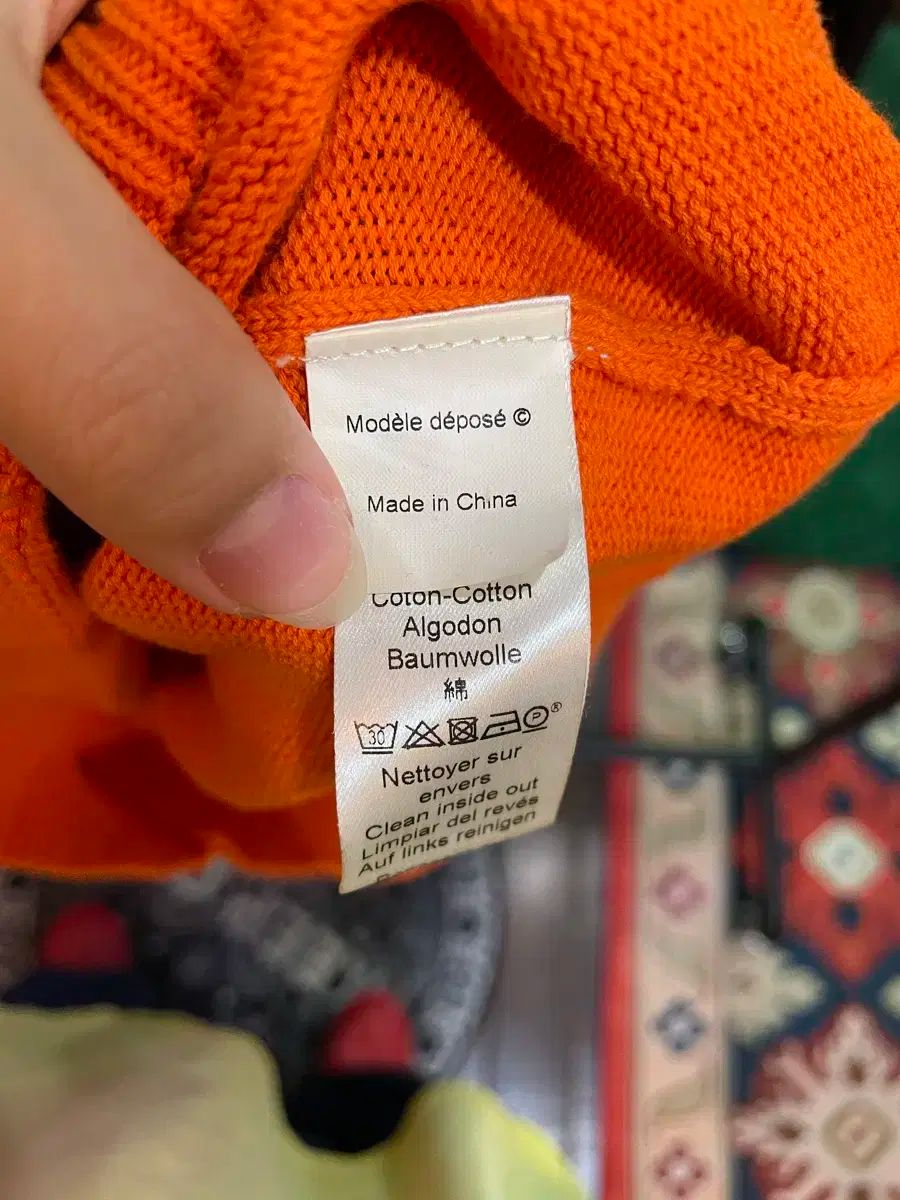 Modèle déposé ©
Made in China
Coton-Cotton
Algodon
Baumwolle
綿
30 P ®
Nettoyer sur
envers
Clean inside out
Limpiar del revés
Auf links reinigen